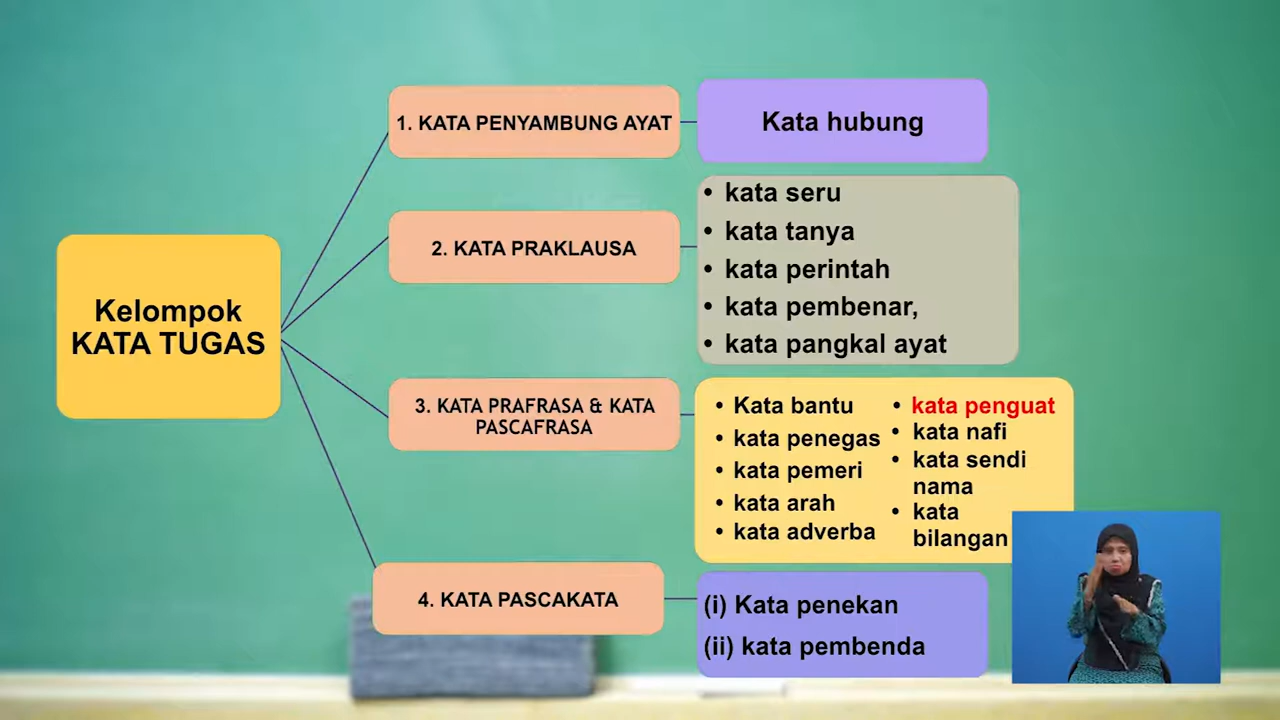 Kelompok
KATA TUGAS
1. KATA PENYAMBUNG AYAT
Kata hubung
2. KATA PRAKLAUSA
• kata seru
• kata tanya
• kata perintah
• kata pembenar,
• kata pangkal ayat
3. KATA PRAFRASA & KATA
PASCAFRASA
• Kata bantu
• kata penegas
• kata pemeri
• kata arah
• kata adverba
• kata penguat
• kata nafi
• kata sendi
nama
• kata
bilangan
4. KATA PASCAKATA
(i) Kata penekan
(ii) kata pembenda